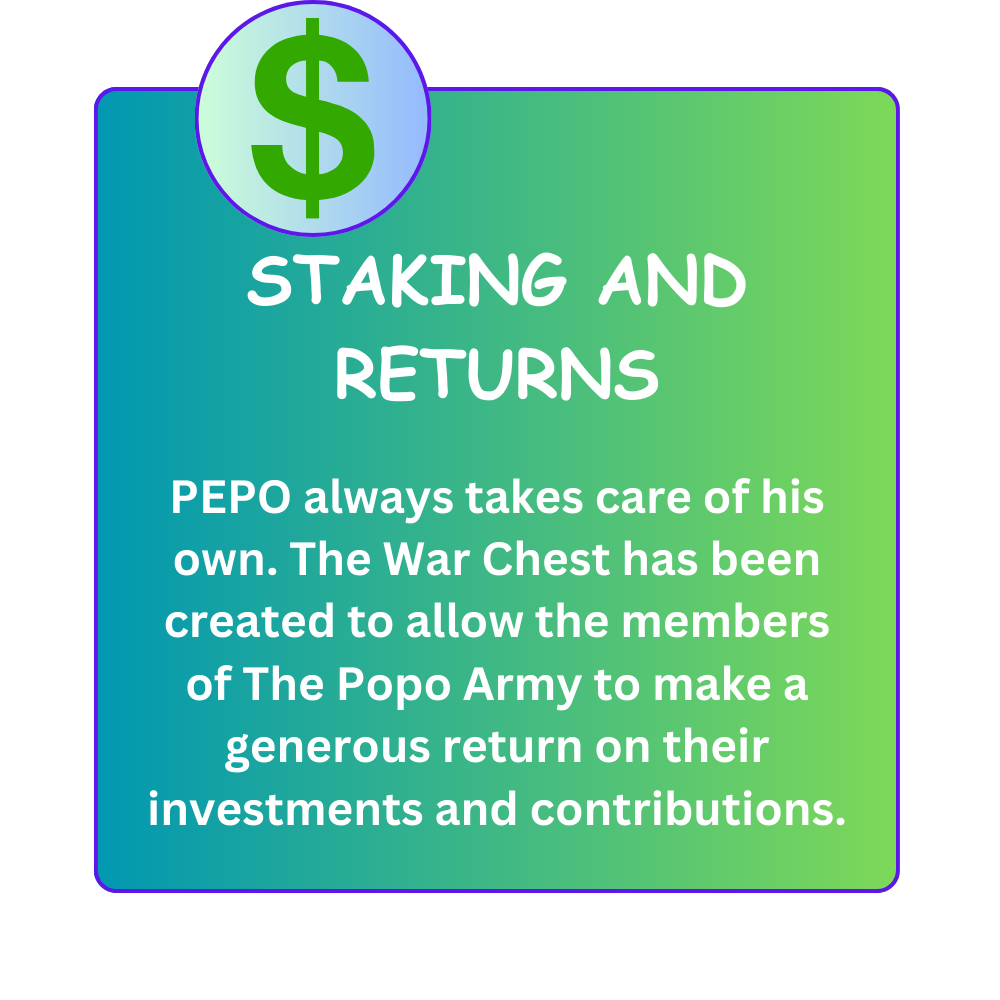 $
STAKING AND
RETURNS
PEPO always takes care of his
own. The War Chest has been
created to allow the members
of The Popo Army to make a
generous return on their
investments and contributions.